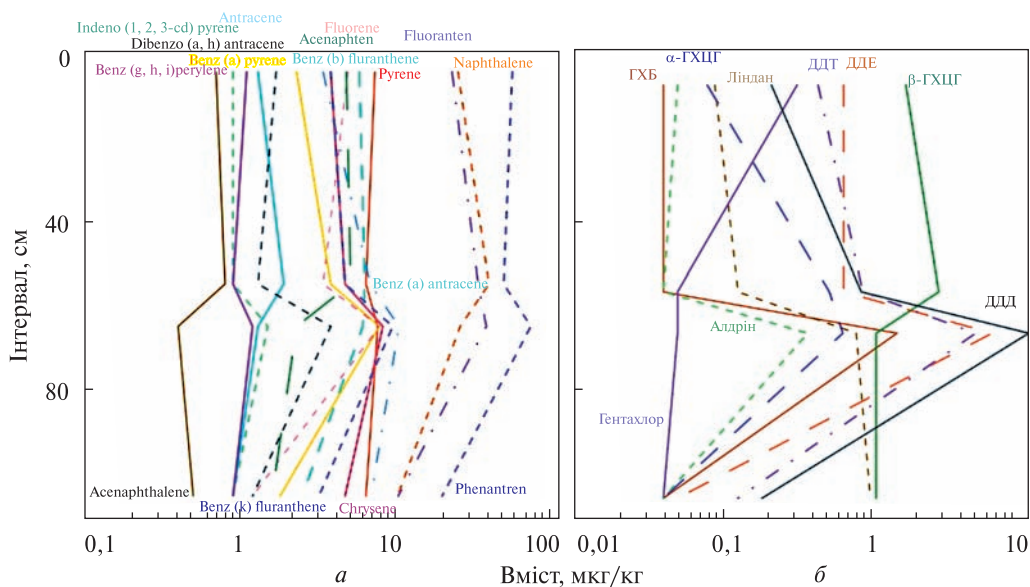 Antracene
Indeno (1, 2, 3-cd) pyrene
Fluorene
Acenaphten
Fluoranten
Dibenzo (a, h) antracene
Benz (a) pyrene
Benz (b) fluranthene
Naphthalene
Benz (g, h, i)perylene
Pyrene
Benz (a) antracene
Acenaphthalene
Benz (k) fluranthene
Chrysene
Phenantren
α-ГХЦГ
ДДТ
ДДЕ
ГХБ
Ліндан
β-ГХЦГ
ДДД
Алдрін
Гентахлор
0
40
80
Інтервал, см
0,1 1 10 100
0,01 0,1 1 10
а Вміст, мкг/кг б